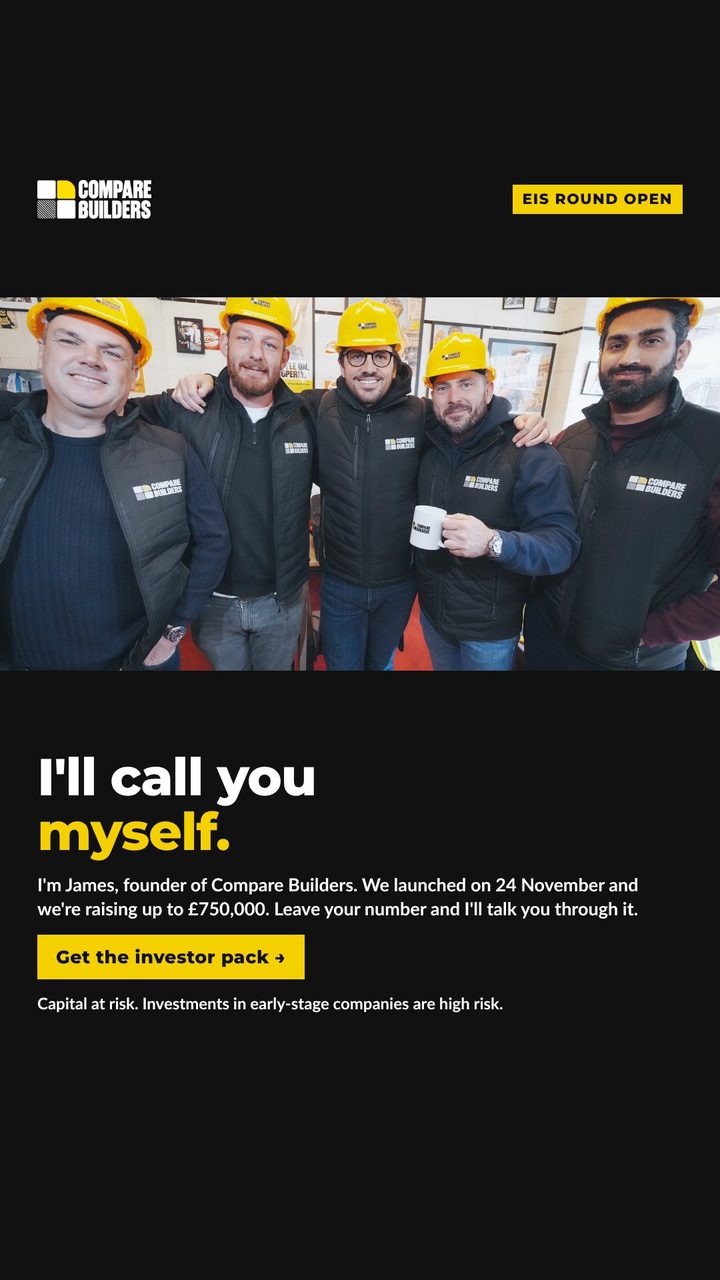 COMPARE
BUILDERS
EIS ROUND OPEN
COMPARE
BUILDERS
COMPARE
BUILDERS
COMPARE
BUILDERS
COMPARE
BUILDERS
COMPARE
BUILDERS
I'll call you
myself.
I'm James, founder of Compare Builders. We launched on 24 November and
we're raising up to £750,000. Leave your number and I'll talk you through it.
Get the investor pack →
Capital at risk. Investments in early-stage companies are high risk.